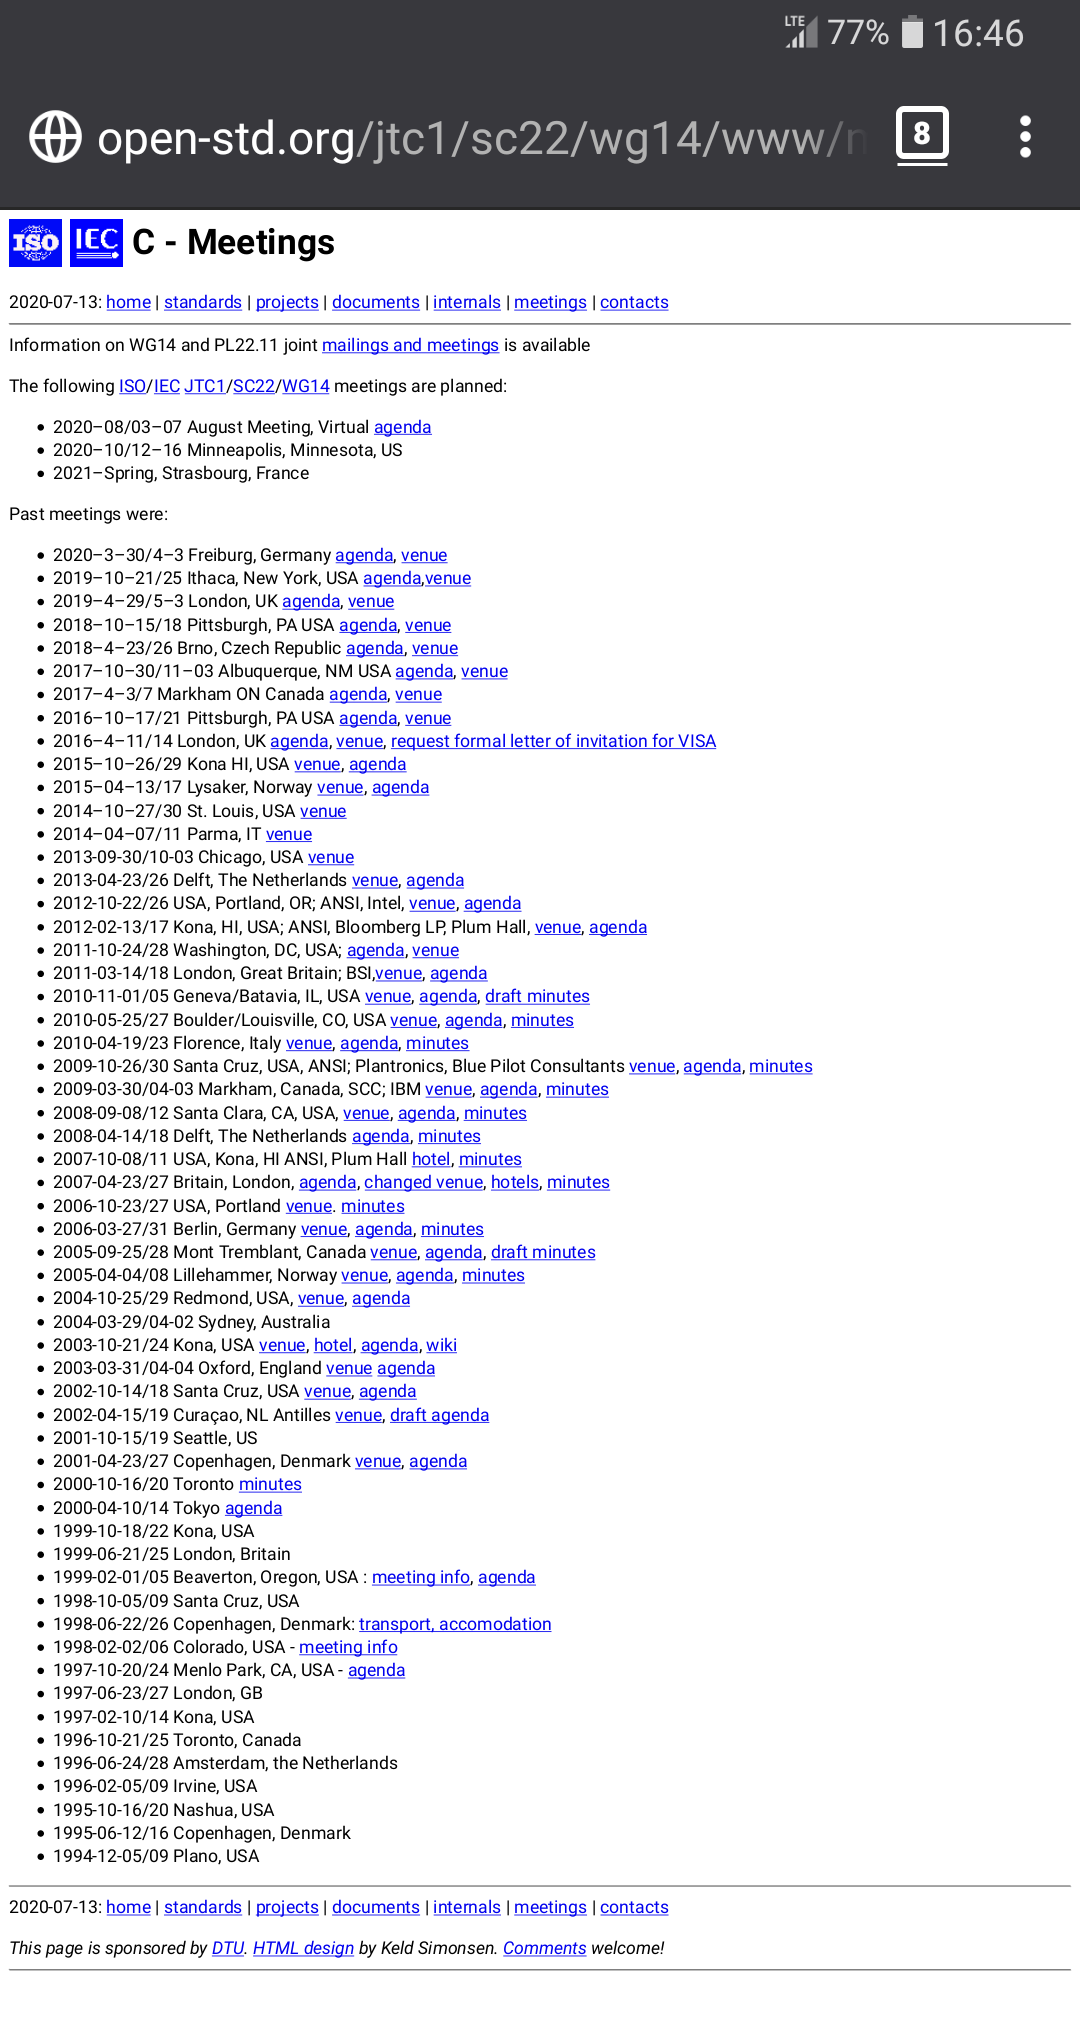 LTE 77% 16:46
open-std.org/jtc1/sc22/wg14/www/ 8
ISO IEC C - Meetings
2020-07-13: home | standards | projects | documents | internals | meetings | contacts
Information on WG14 and PL22.11 joint mailings and meetings is available
The following ISO/IEC JTC1/SC22/WG14 meetings are planned:
• 2020–08/03–07 August Meeting, Virtual agenda
• 2020–10/12–16 Minneapolis, Minnesota, US
• 2021–Spring, Strasbourg, France
Past meetings were:
• 2020–3–30/4–3 Freiburg, Germany agenda, venue
• 2019–10–21/25 Ithaca, New York, USA agenda,venue
• 2019–4–29/5–3 London, UK agenda, venue
• 2018–10–15/18 Pittsburgh, PA USA agenda, venue
• 2018–4–23/26 Brno, Czech Republic agenda, venue
• 2017–10–30/11–03 Albuquerque, NM USA agenda, venue
• 2017–4–3/7 Markham ON Canada agenda, venue
• 2016–10–17/21 Pittsburgh, PA USA agenda, venue
• 2016–4–11/14 London, UK agenda, venue, request formal letter of invitation for VISA
• 2015–10–26/29 Kona HI, USA venue, agenda
• 2015–04–13/17 Lysaker, Norway venue, agenda
• 2014–10–27/30 St. Louis, USA venue
• 2014–04–07/11 Parma, IT venue
• 2013-09-30/10-03 Chicago, USA venue
• 2013-04-23/26 Delft, The Netherlands venue, agenda
• 2012-10-22/26 USA, Portland, OR; ANSI, Intel, venue, agenda
• 2012-02-13/17 Kona, HI, USA; ANSI, Bloomberg LP, Plum Hall, venue, agenda
• 2011-10-24/28 Washington, DC, USA; agenda, venue
• 2011-03-14/18 London, Great Britain; BSI,venue, agenda
• 2010-11-01/05 Geneva/Batavia, IL, USA venue, agenda, draft minutes
• 2010-05-25/27 Boulder/Louisville, CO, USA venue, agenda, minutes
• 2010-04-19/23 Florence, Italy venue, agenda, minutes
• 2009-10-26/30 Santa Cruz, USA, ANSI; Plantronics, Blue Pilot Consultants venue, agenda, minutes
• 2009-03-30/04-03 Markham, Canada, SCC; IBM venue, agenda, minutes
• 2008-09-08/12 Santa Clara, CA, USA, venue, agenda, minutes
• 2008-04-14/18 Delft, The Netherlands agenda, minutes
• 2007-10-08/11 USA, Kona, HI ANSI, Plum Hall hotel, minutes
• 2007-04-23/27 Britain, London, agenda, changed venue, hotels, minutes
• 2006-10-23/27 USA, Portland venue. minutes
• 2006-03-27/31 Berlin, Germany venue, agenda, minutes
• 2005-09-25/28 Mont Tremblant, Canada venue, agenda, draft minutes
• 2005-04-04/08 Lillehammer, Norway venue, agenda, minutes
• 2004-10-25/29 Redmond, USA, venue, agenda
• 2004-03-29/04-02 Sydney, Australia
• 2003-10-21/24 Kona, USA venue, hotel, agenda, wiki
• 2003-03-31/04-04 Oxford, England venue agenda
• 2002-10-14/18 Santa Cruz, USA venue, agenda
• 2002-04-15/19 Curaçao, NL Antilles venue, draft agenda
• 2001-10-15/19 Seattle, US
• 2001-04-23/27 Copenhagen, Denmark venue, agenda
• 2000-10-16/20 Toronto minutes
• 2000-04-10/14 Tokyo agenda
• 1999-10-18/22 Kona, USA
• 1999-06-21/25 London, Britain
• 1999-02-01/05 Beaverton, Oregon, USA : meeting info, agenda
• 1998-10-05/09 Santa Cruz, USA
• 1998-06-22/26 Copenhagen, Denmark: transport, accomodation
• 1998-02-02/06 Colorado, USA - meeting info
• 1997-10-20/24 Menlo Park, CA, USA - agenda
• 1997-06-23/27 London, GB
• 1997-02-10/14 Kona, USA
• 1996-10-21/25 Toronto, Canada
• 1996-06-24/28 Amsterdam, the Netherlands
• 1996-02-05/09 Irvine, USA
• 1995-10-16/20 Nashua, USA
• 1995-06-12/16 Copenhagen, Denmark
• 1994-12-05/09 Plano, USA
2020-07-13: home | standards | projects | documents | internals | meetings | contacts
This page is sponsored by DTU. HTML design by Keld Simonsen. Comments welcome!